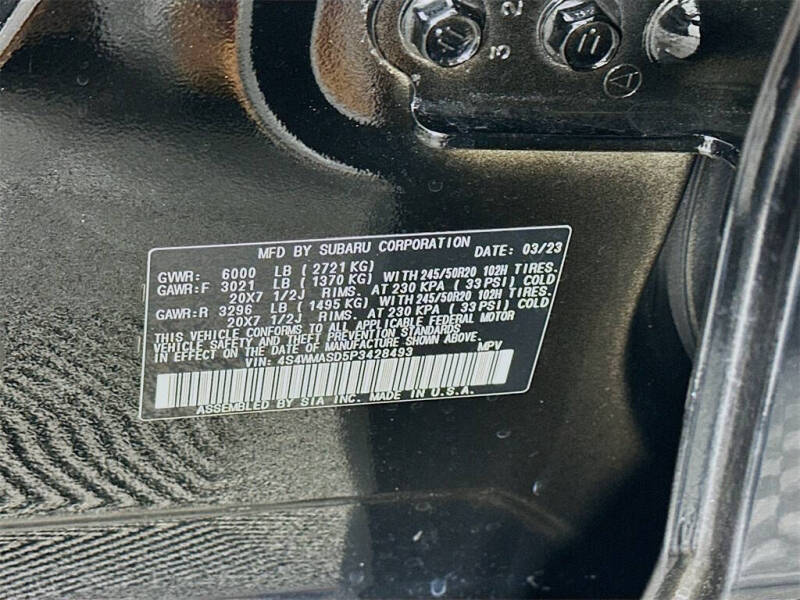 3 2
MFD BY SUBARU CORPORATION DATE: 03/23
GVWR: 6000 LB ( 2721 KG)
GAWR:F 3021 LB ( 1370 KG) WITH 245/50R20 102H TIRES.
20X7 1/2J RIMS. AT 230 KPA ( 33 PSI) COLD
GAWR:R 3296 LB ( 1495 KG) WITH 245/50R20 102H TIRES.
20X7 1/2J RIMS. AT 230 KPA ( 33 PSI) COLD
THIS VEHICLE CONFORMS TO ALL APPLICABLE FEDERAL MOTOR
VEHICLE SAFETY AND THEFT PREVENTION STANDARDS
IN EFFECT ON THE DATE OF MANUFACTURE SHOWN ABOVE.
VIN: 4S4WMASD5P3428493 MPV
ASSEMBLED BY SIA INC. MADE IN U.S.A.